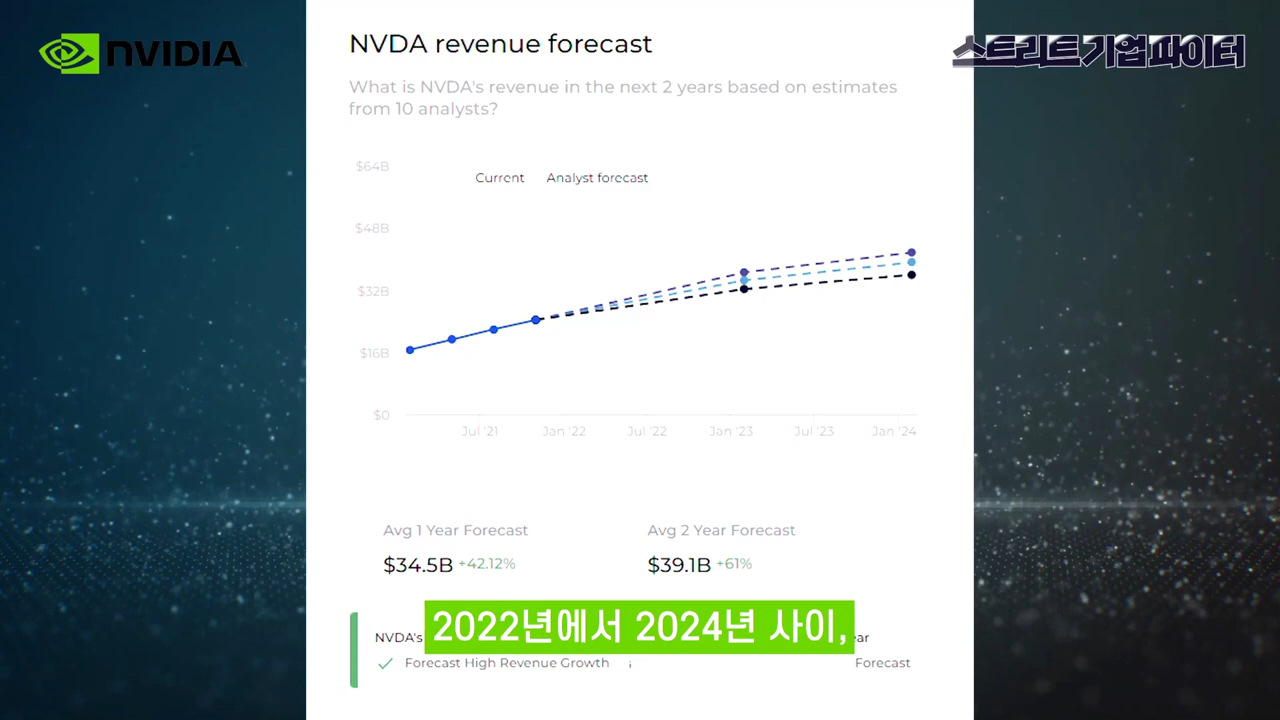 NVIDIA
스트리트 기업 파이터
NVDA revenue forecast
What is NVDA's revenue in the next 2 years based on estimates
from 10 analysts?
$64B
Current Analyst forecast
$48B
$32B
$16B
$0
Jul '21 Jan '22 Jul '22 Jan '23 Jul '23 Jan '24
Avg 1 Year Forecast Avg 2 Year Forecast
$34.5B +42.12% $39.1B +61%
2022년에서 2024년 사이,
NVDA's
Forecast High Revenue Growth Forecast